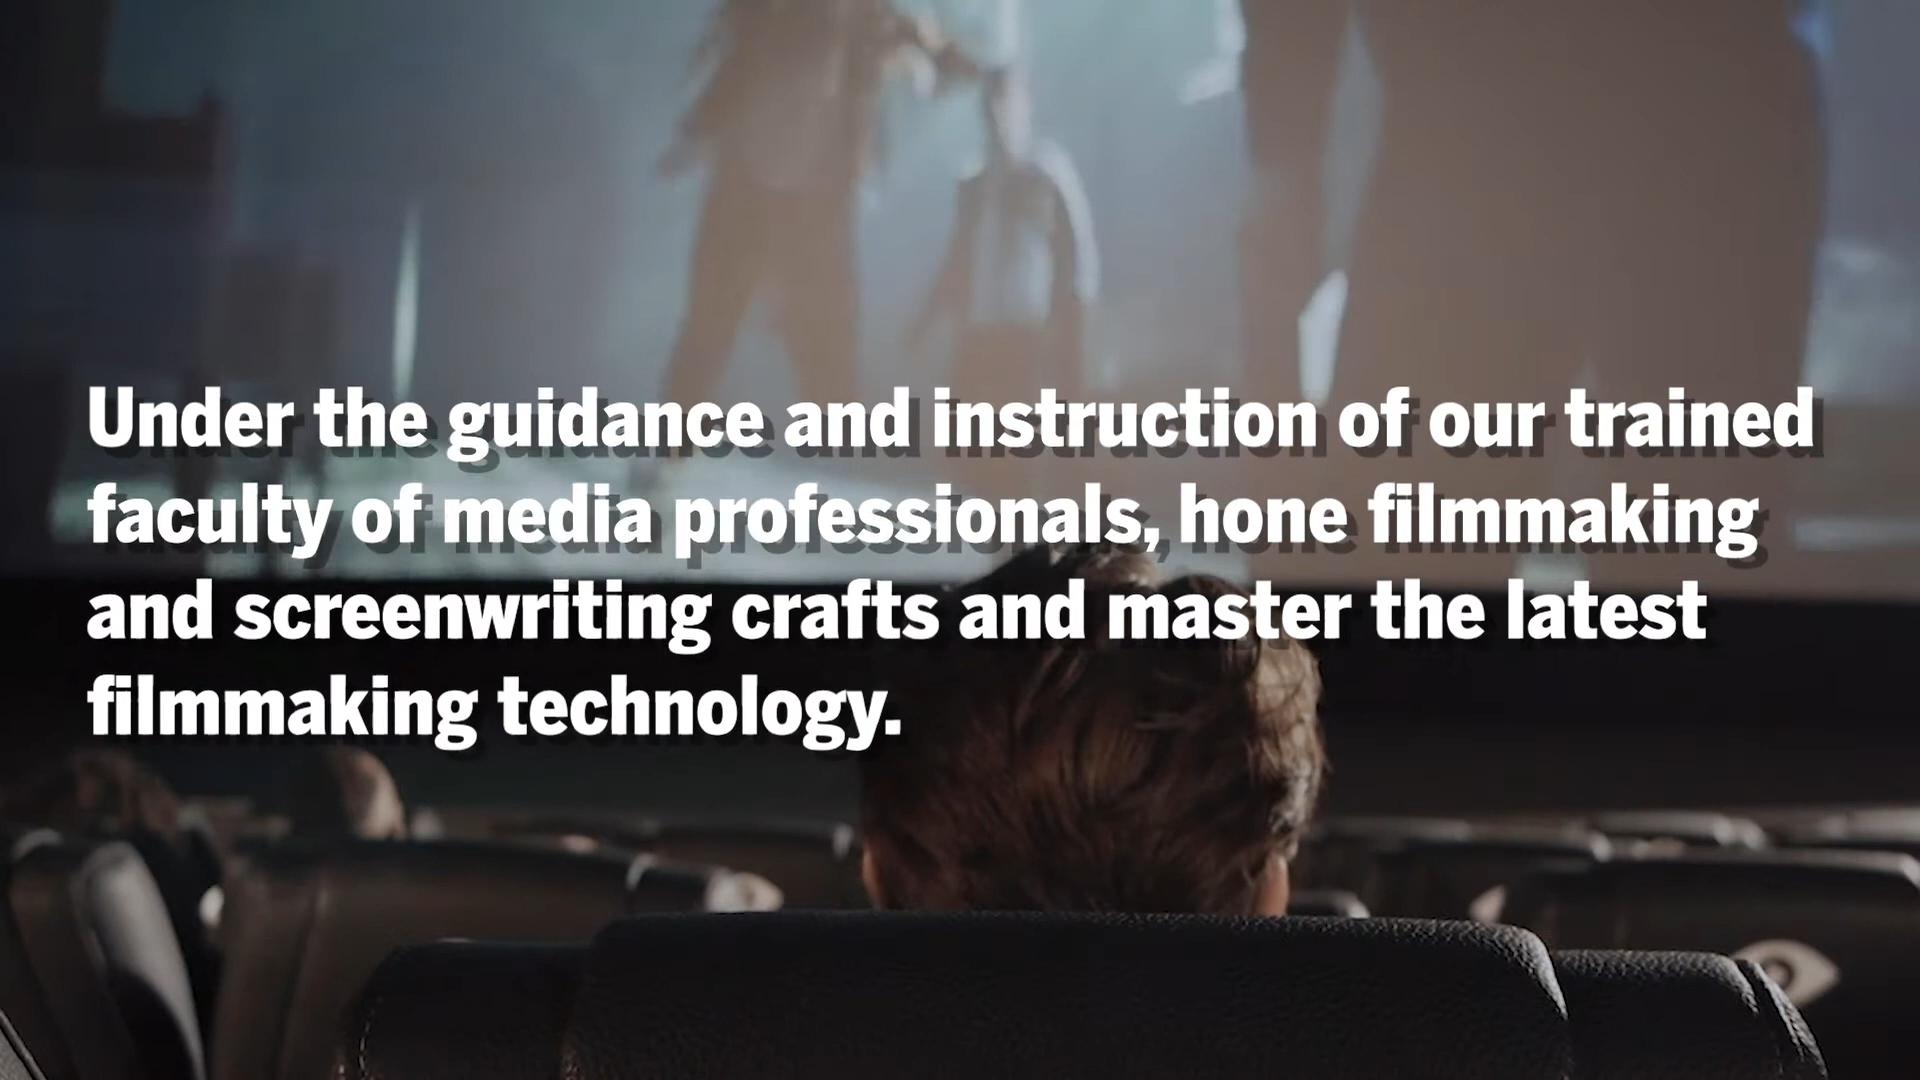 Under the guidance and instruction of our trained
faculty of media professionals, hone filmmaking
and screenwriting crafts and master the latest
filmmaking technology.